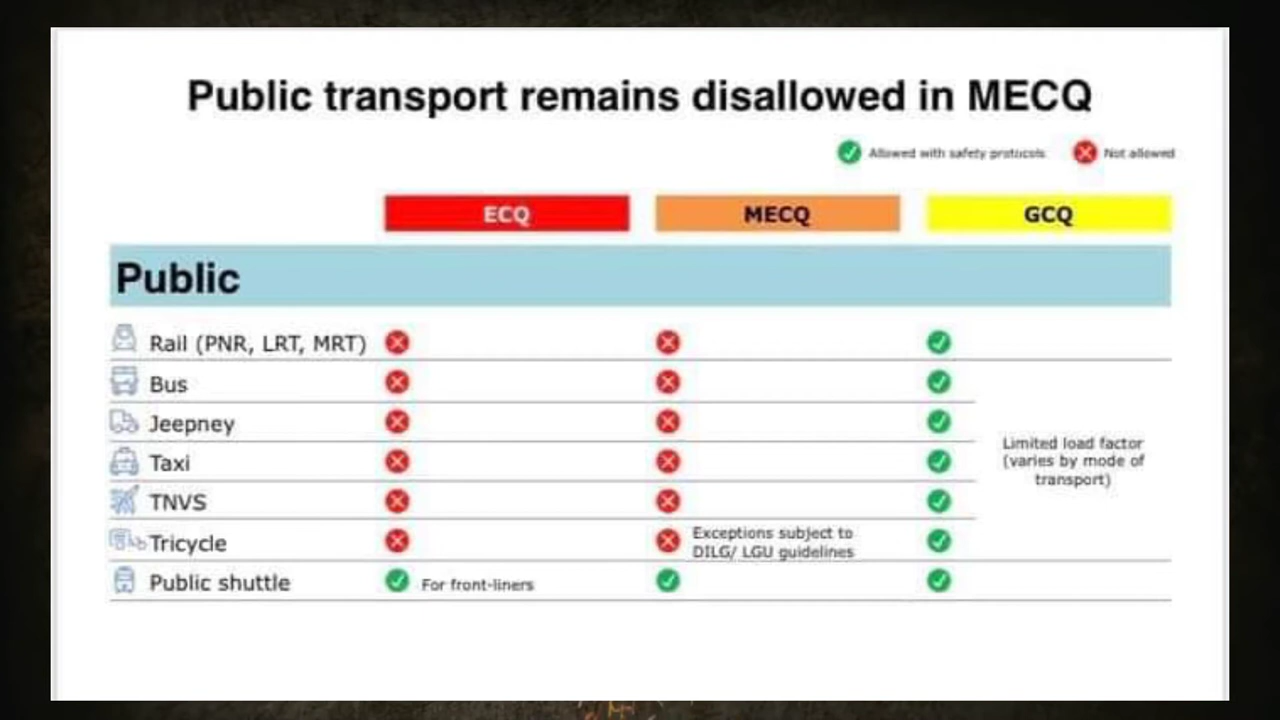 Public transport remains disallowed in MECQ
Allowed with safety protocols Not allowed
ECQ MECQ GCQ
Public
Rail (PNR, LRT, MRT)
Bus
Jeepney
Taxi
TNVS
Tricycle
Public shuttle
For front-liners
Exceptions subject to
DILG/ LGU guidelines
Limited load factor
(varies by mode of
transport)